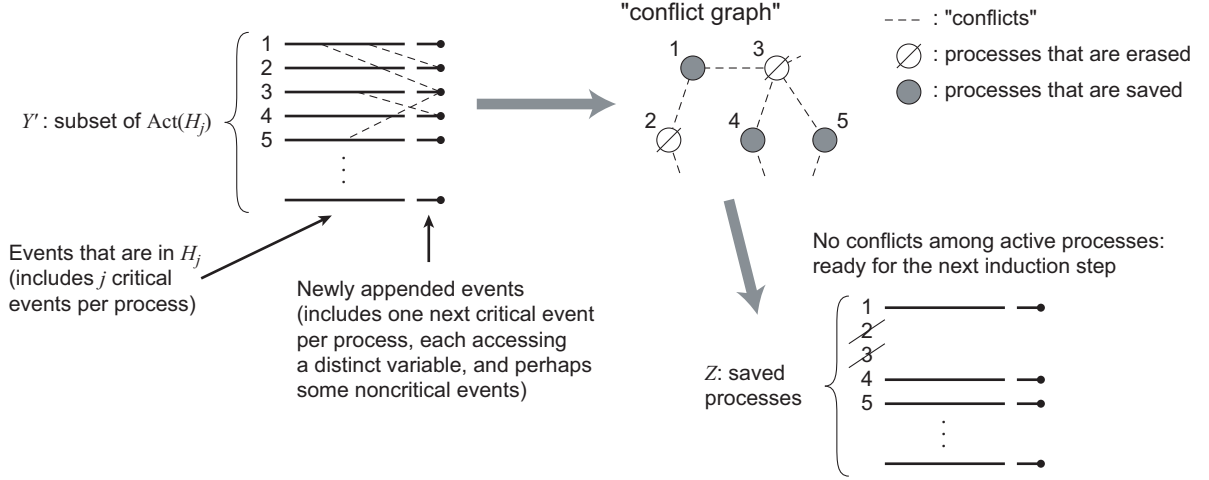 "conflict graph"
: "conflicts"
: processes that are erased
: processes that are saved
1
2
3
4
5
Y′ : subset of Act(Hj)
1
3
2
4
5
Events that are in Hj
(includes j critical
events per process)
Newly appended events
(includes one next critical event
per process, each accessing
a distinct variable, and perhaps
some noncritical events)
No conflicts among active processes:
ready for the next induction step
1
2
3
4
5
Z: saved
processes